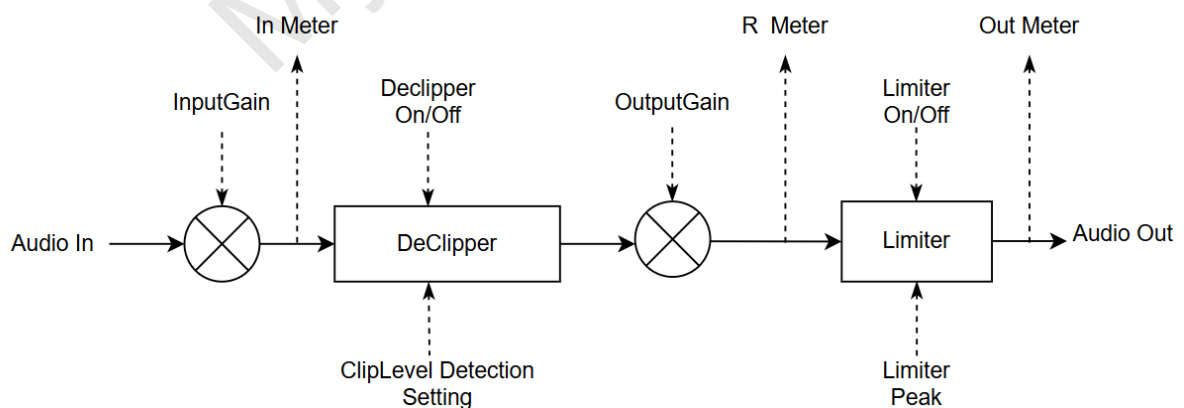 In Meter
R Meter
Out Meter
InputGain
Declipper
On/Off
OutputGain
Limiter
On/Off
Audio In
DeClipper
Limiter
Audio Out
ClipLevel Detection
Setting
Limiter
Peak